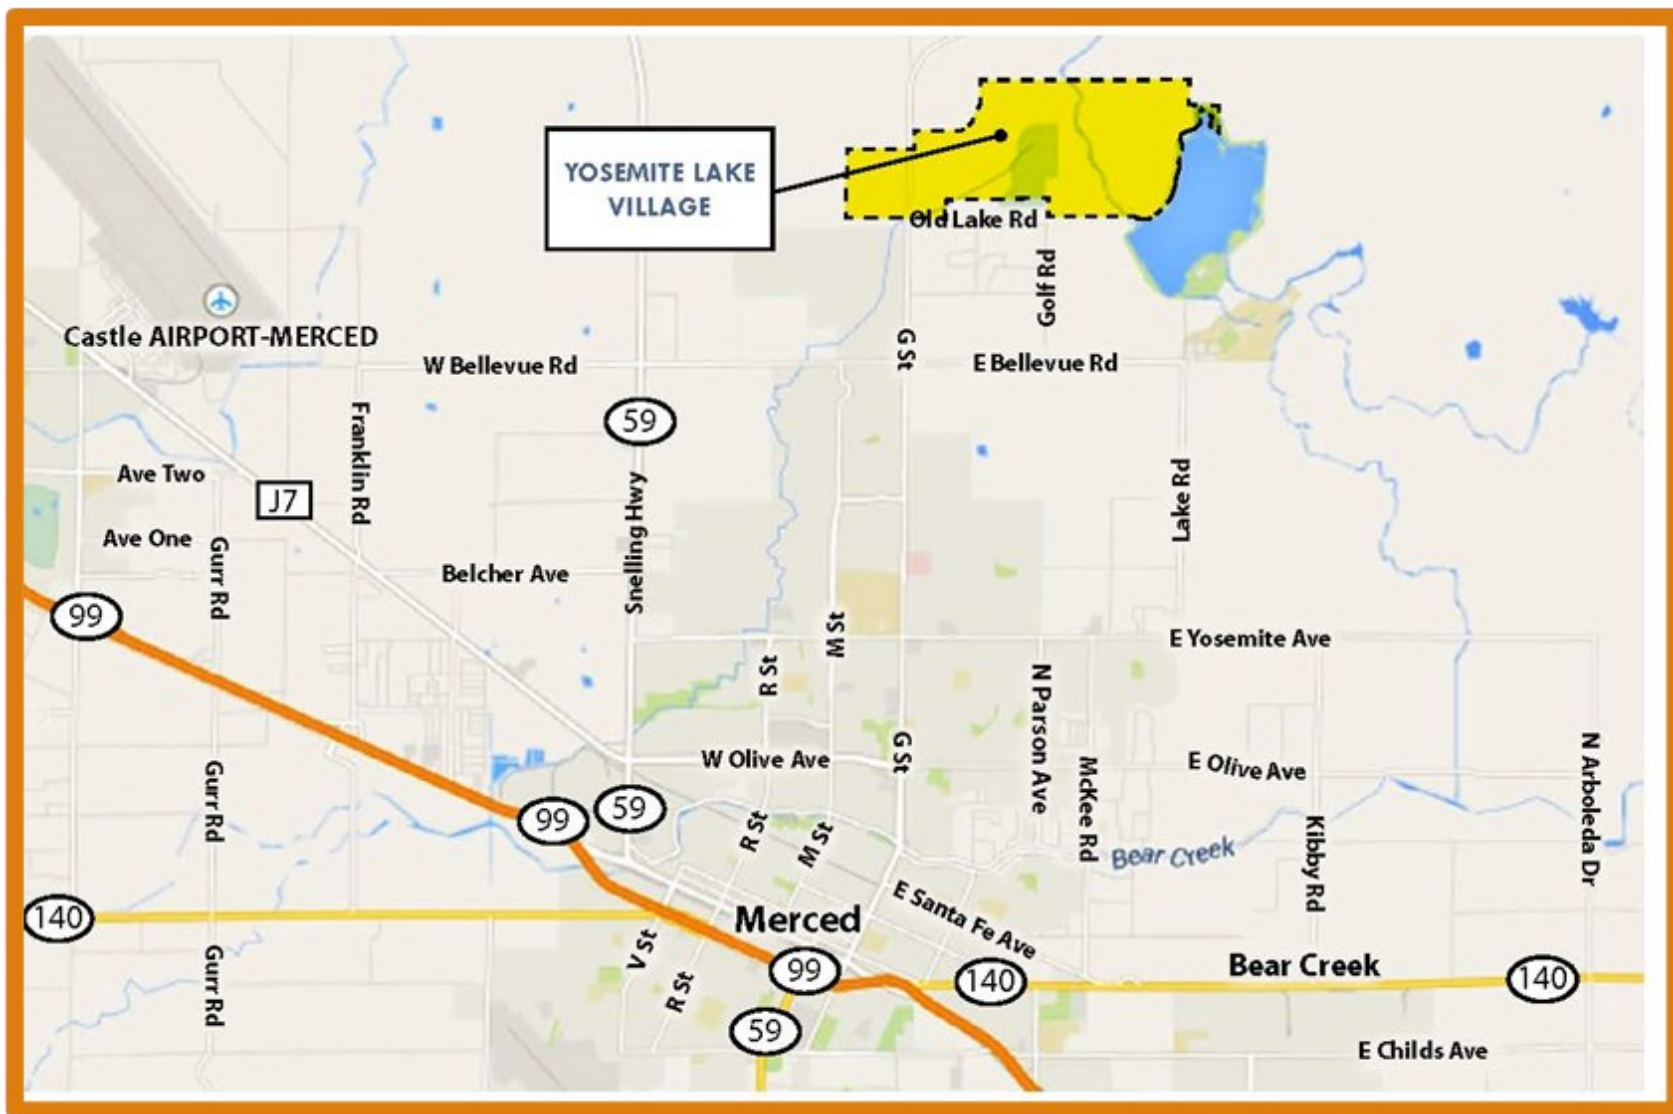 YOSEMITE LAKE
VILLAGE
Old Lake Rd
Golf Rd
Castle AIRPORT-MERCED
W Bellevue Rd
G St
E Bellevue Rd
59
Franklin Rd
Ave Two
J7
Snelling Hwy
Lake Rd
Ave One
Gurr Rd
Belcher Ave
99
M St
E Yosemite Ave
R St
N Parson Ave
W Olive Ave
G St
E Olive Ave
N Arboleda Dr
McKee Rd
Gurr Rd
99
59
R St
M St
Bear Creek
Kibby Rd
140
Merced
E Santa Fe Ave
V St
R St
99
140
Bear Creek
140
Gurr Rd
59
E Childs Ave